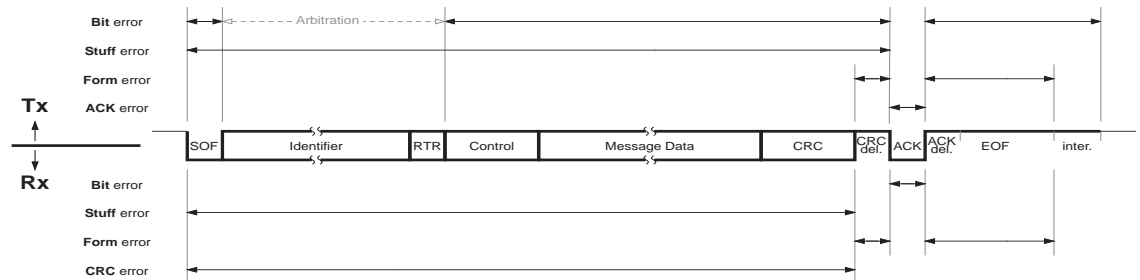 Bit error
Arbitration
Stuff error
Form error
ACK error
Tx
SOF Identifier RTR Control Message Data CRC CRC del. ACK ACK del. EOF inter.
Rx
Bit error
Stuff error
Form error
CRC error